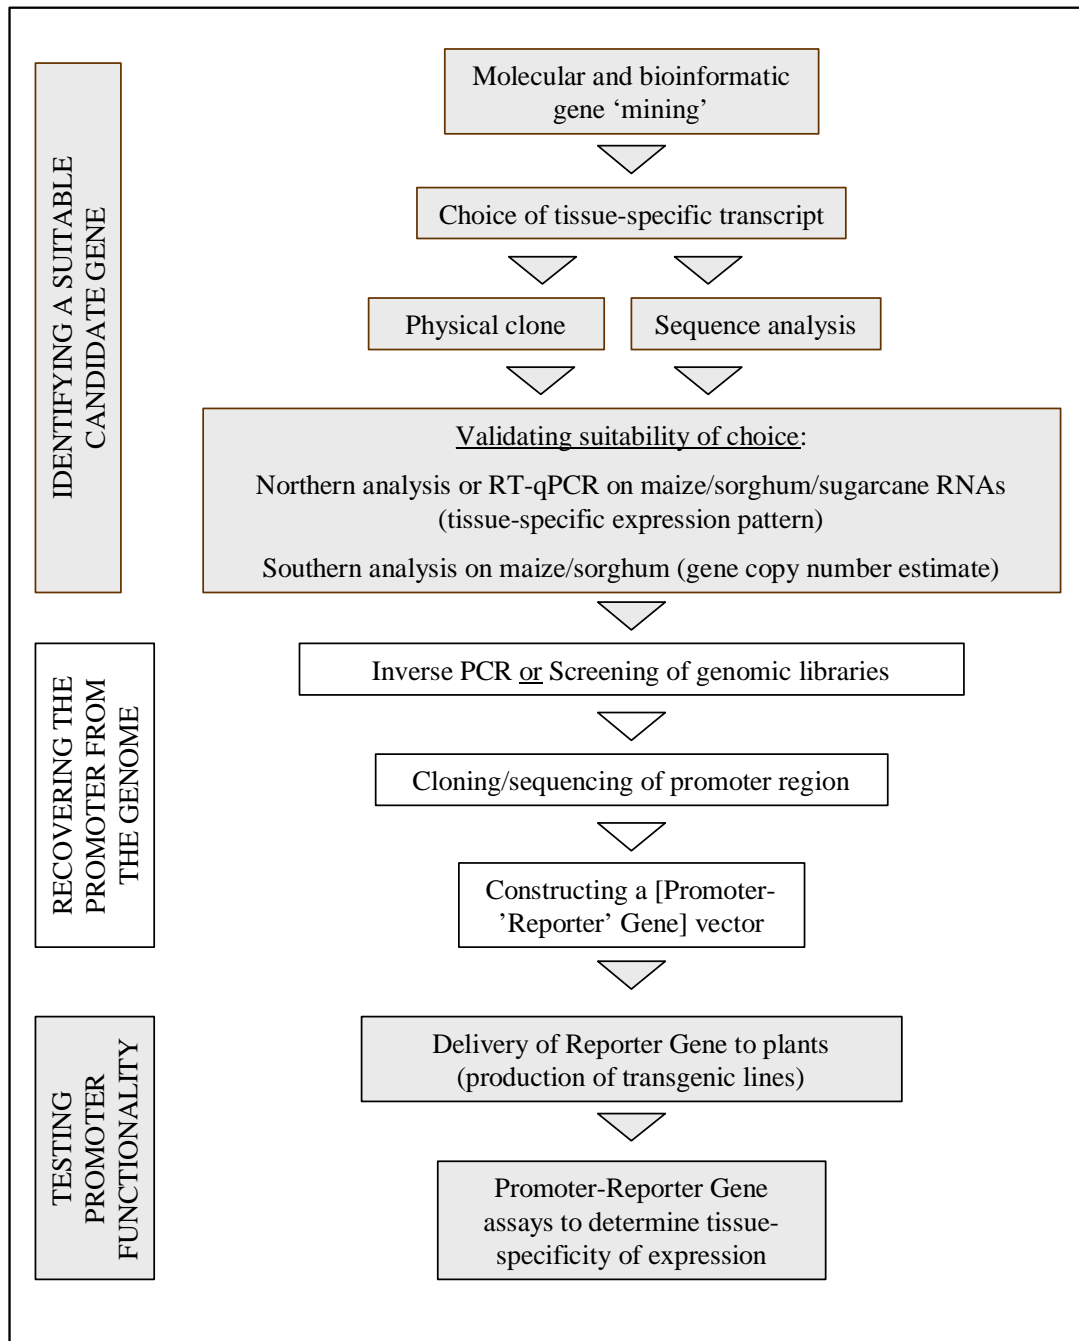 IDENTIFYING A SUITABLE
CANDIDATE GENE
Molecular and bioinformatic
gene ‘mining’
Choice of tissue-specific transcript
Physical clone
Sequence analysis
Validating suitability of choice:
Northern analysis or RT-qPCR on maize/sorghum/sugarcane RNAs
(tissue-specific expression pattern)
Southern analysis on maize/sorghum (gene copy number estimate)
RECOVERING THE
PROMOTER FROM
THE GENOME
Inverse PCR or Screening of genomic libraries
Cloning/sequencing of promoter region
Constructing a [Promoter-
’Reporter’ Gene] vector
TESTING
PROMOTER
FUNCTIONALITY
Delivery of Reporter Gene to plants
(production of transgenic lines)
Promoter-Reporter Gene
assays to determine tissue-
specificity of expression